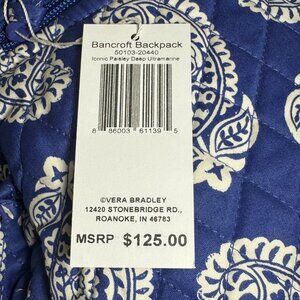 Bancroft Backpack
50103-20440
Iconic Paisley Deep Ultramarine
8 86003 61139 5
©VERA BRADLEY
12420 STONEBRIDGE RD.,
ROANOKE, IN 46783
MSRP $125.00